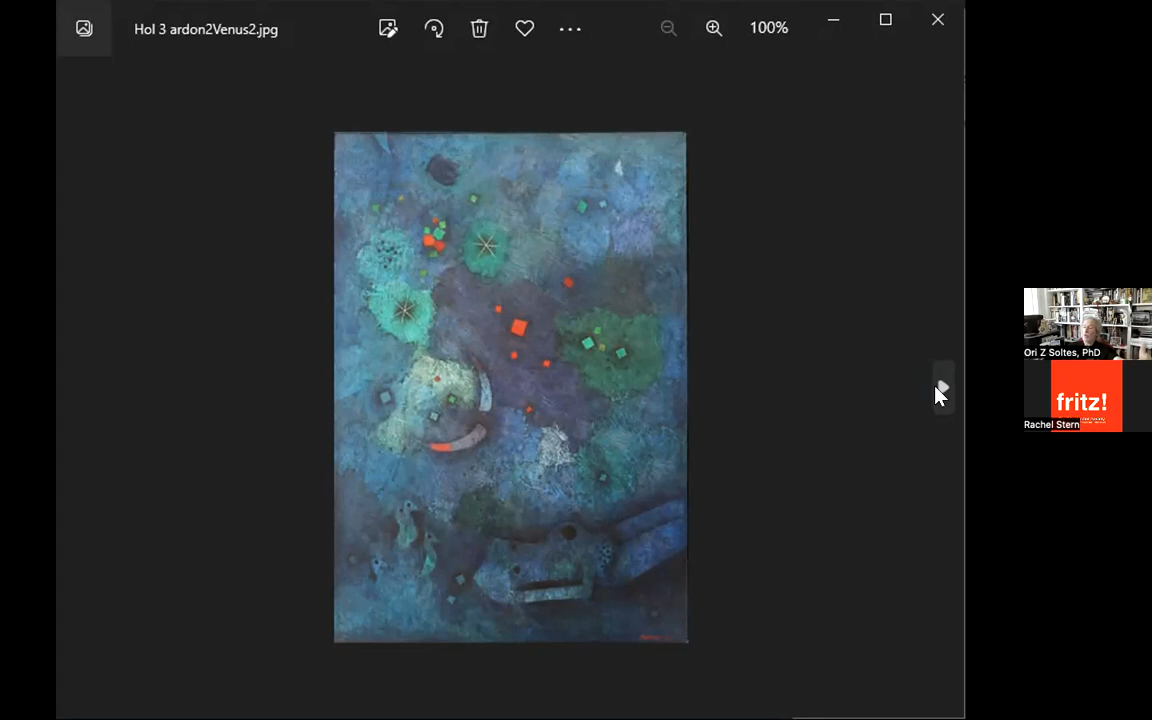 Hol 3 ardon2Venus2.jpg
100%
Ori Z Soltes, PhD
fritz!
Rachel Stern